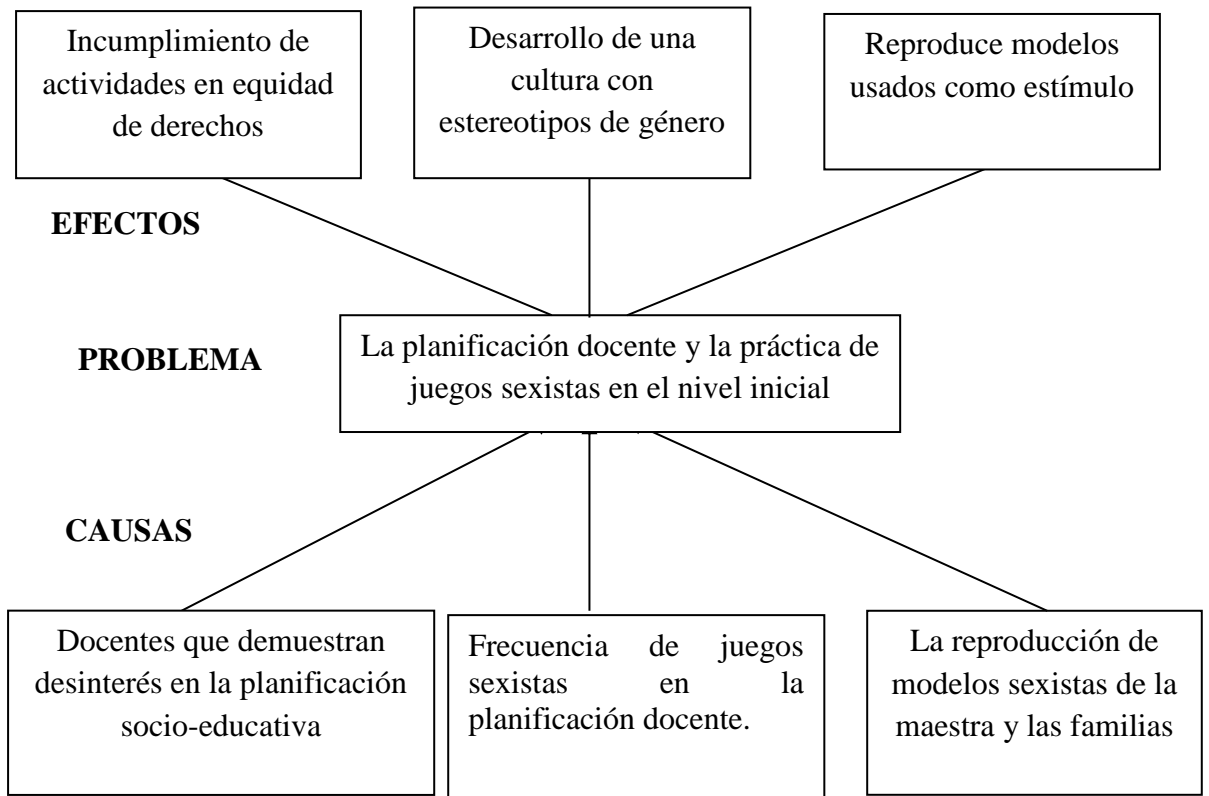 Incumplimiento de
actividades en equidad
de derechos
Desarrollo de una
cultura con
estereotipos de género
Reproduce modelos
usados como estímulo
EFECTOS
PROBLEMA
La planificación docente y la práctica de
juegos sexistas en el nivel inicial
CAUSAS
Docentes que demuestran
desinterés en la planificación
socio-educativa
Frecuencia de juegos
sexistas en la
planificación docente.
La reproducción de
modelos sexistas de la
maestra y las familias